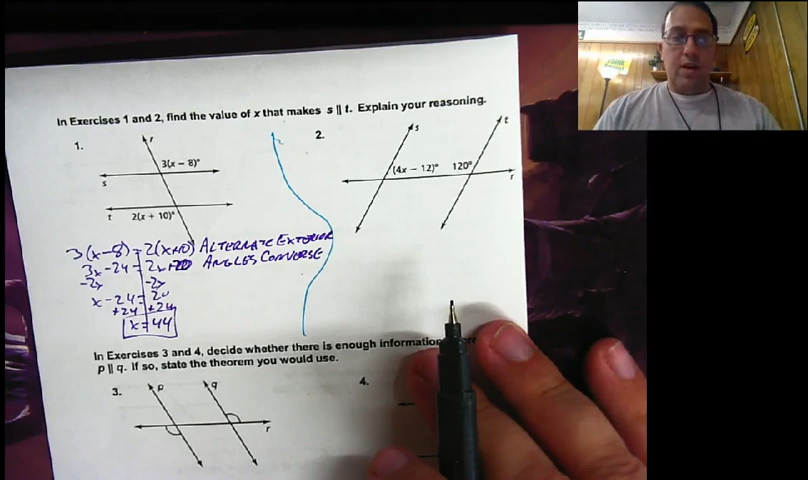 In Exercises 1 and 2, find the value of x that makes s || t. Explain your reasoning.
1.
r
3(x – 8)°
s
t
2(x + 10)°
3(x-8) = 2(x+10) ALTERNATE EXTERIOR
3x-24 = 2x+20 ANGLES CONVERSE
-2x -2x
x-24 = 20
+24 +24
x=44
2.
s
t
(4x – 12)° 120°
r
In Exercises 3 and 4, decide whether there is enough information
p || q. If so, state the theorem you would use.
3.
p
q
r
4.